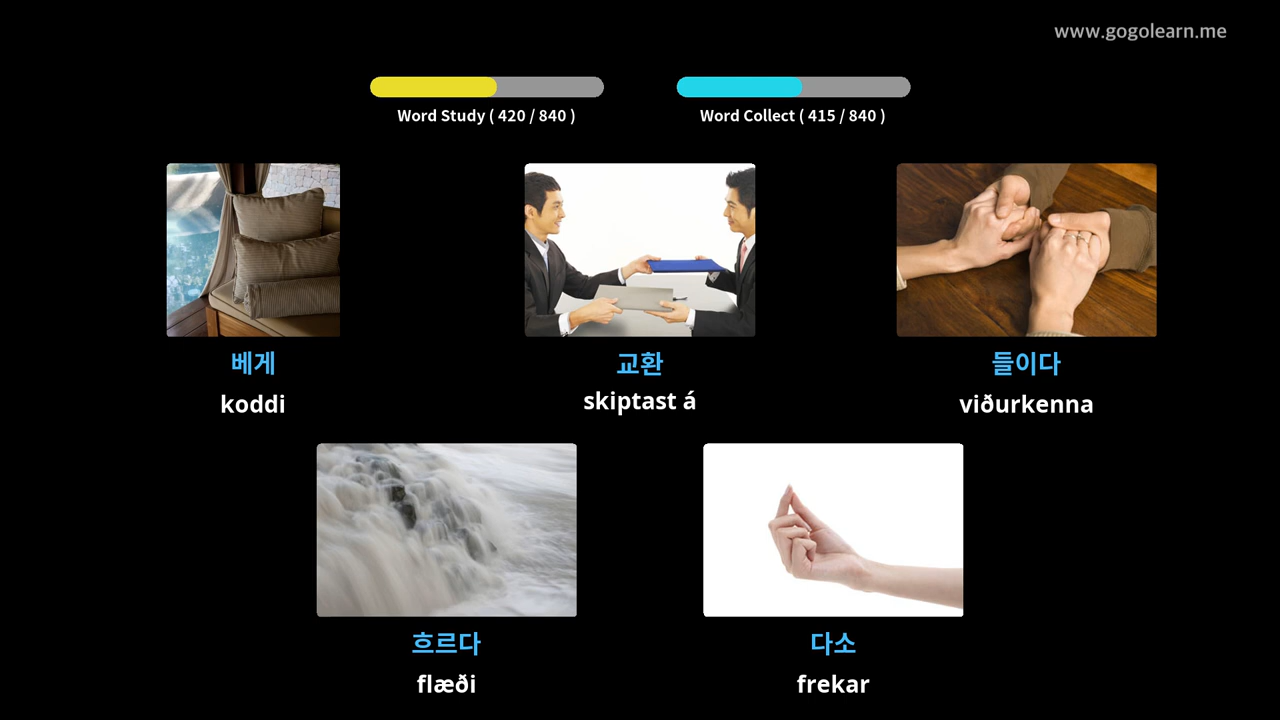 www.gogolearn.me
Word Study ( 420 / 840 )
Word Collect ( 415 / 840 )
베게
교환
들이다
koddi
skiptast á
viðurkenna
흐르다
다소
flæði
frekar